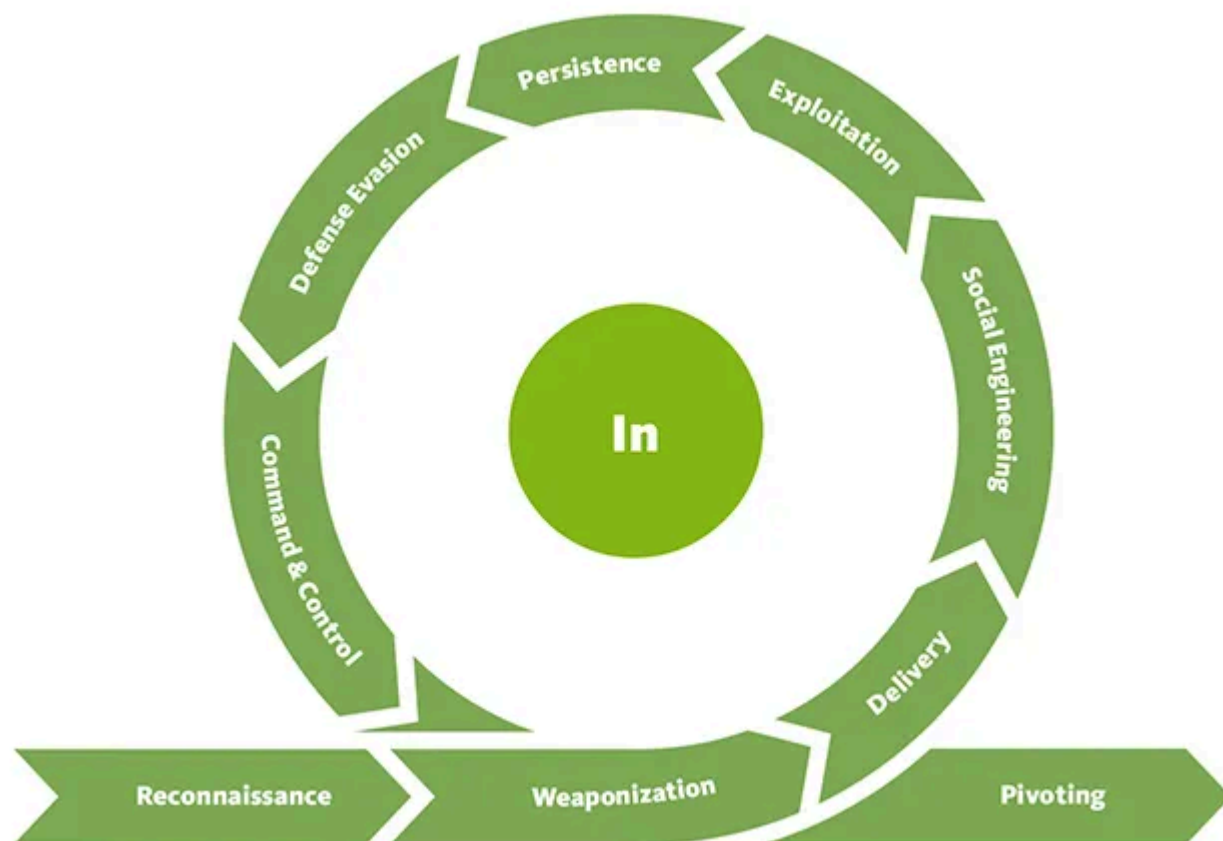 Reconnaissance
Weaponization
Delivery
Social Engineering
Exploitation
Persistence
Defense Evasion
Command & Control
Pivoting
In